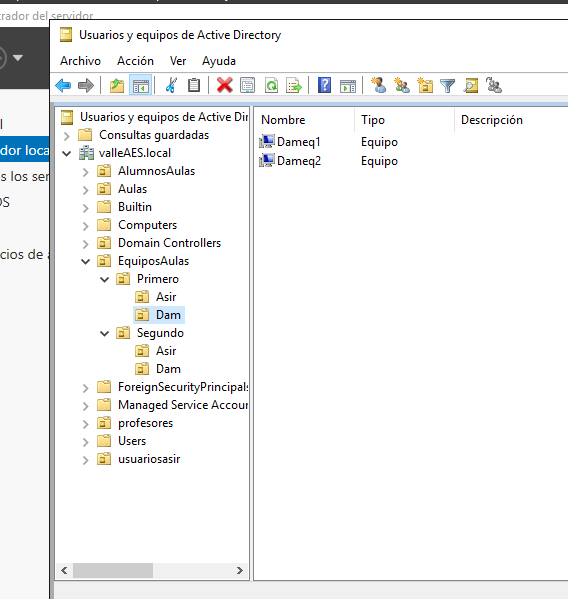 trador del servidor
Usuarios y equipos de Active Directory
Archivo Acción Ver Ayuda
Usuarios y equipos de Active Dir
Consultas guardadas
valleAES.local
AlumnosAulas
Aulas
Builtin
Computers
Domain Controllers
EquiposAulas
Primero
Asir
Dam
Segundo
Asir
Dam
ForeignSecurityPrincipals
Managed Service Accour
profesores
Users
usuariosasir
Nombre Tipo Descripción
Dameq1 Equipo
Dameq2 Equipo
dor loca
s los ser
OS
cios de a